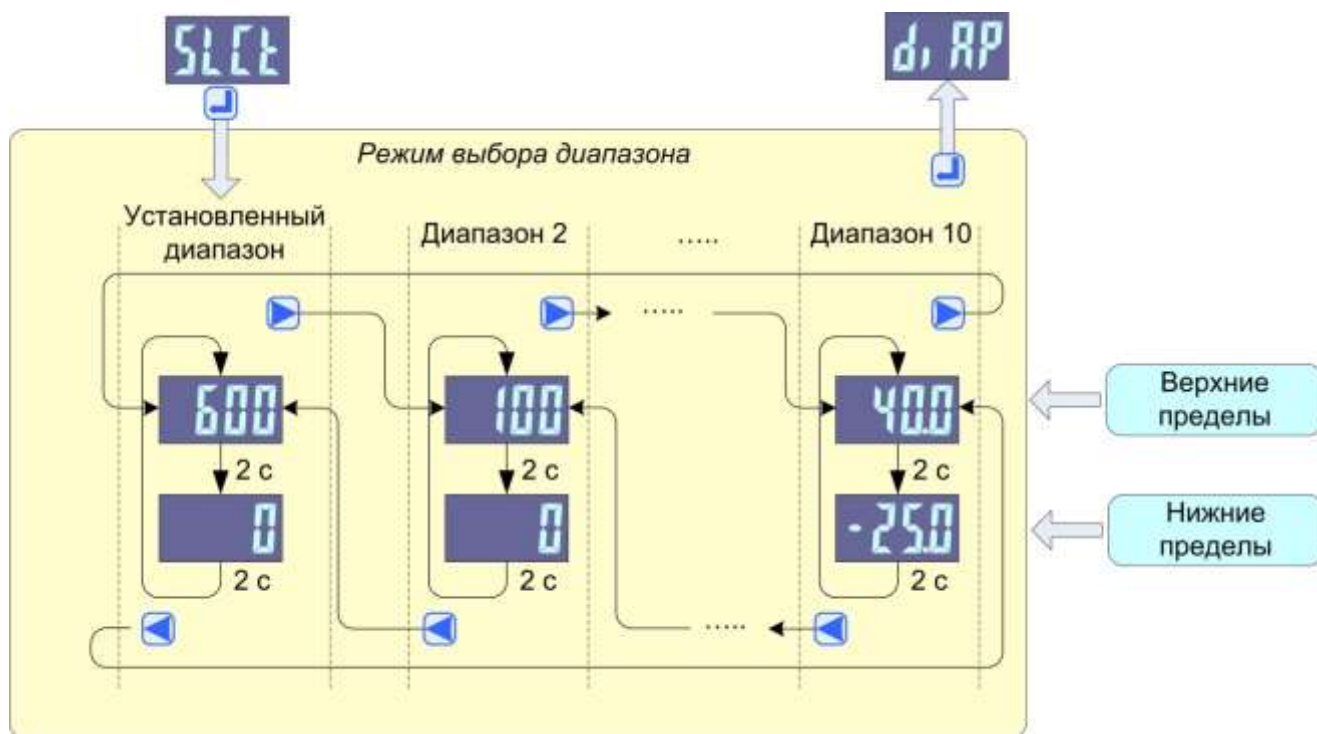 SLCt
di AP
Режим выбора диапазона
Установленный
диапазон
Диапазон 2
.....
Диапазон 10
.....
600
100
40.0
Верхние
пределы
2 с
2 с
2 с
0
0
-25.0
Нижние
пределы
2 с
2 с
2 с
.....